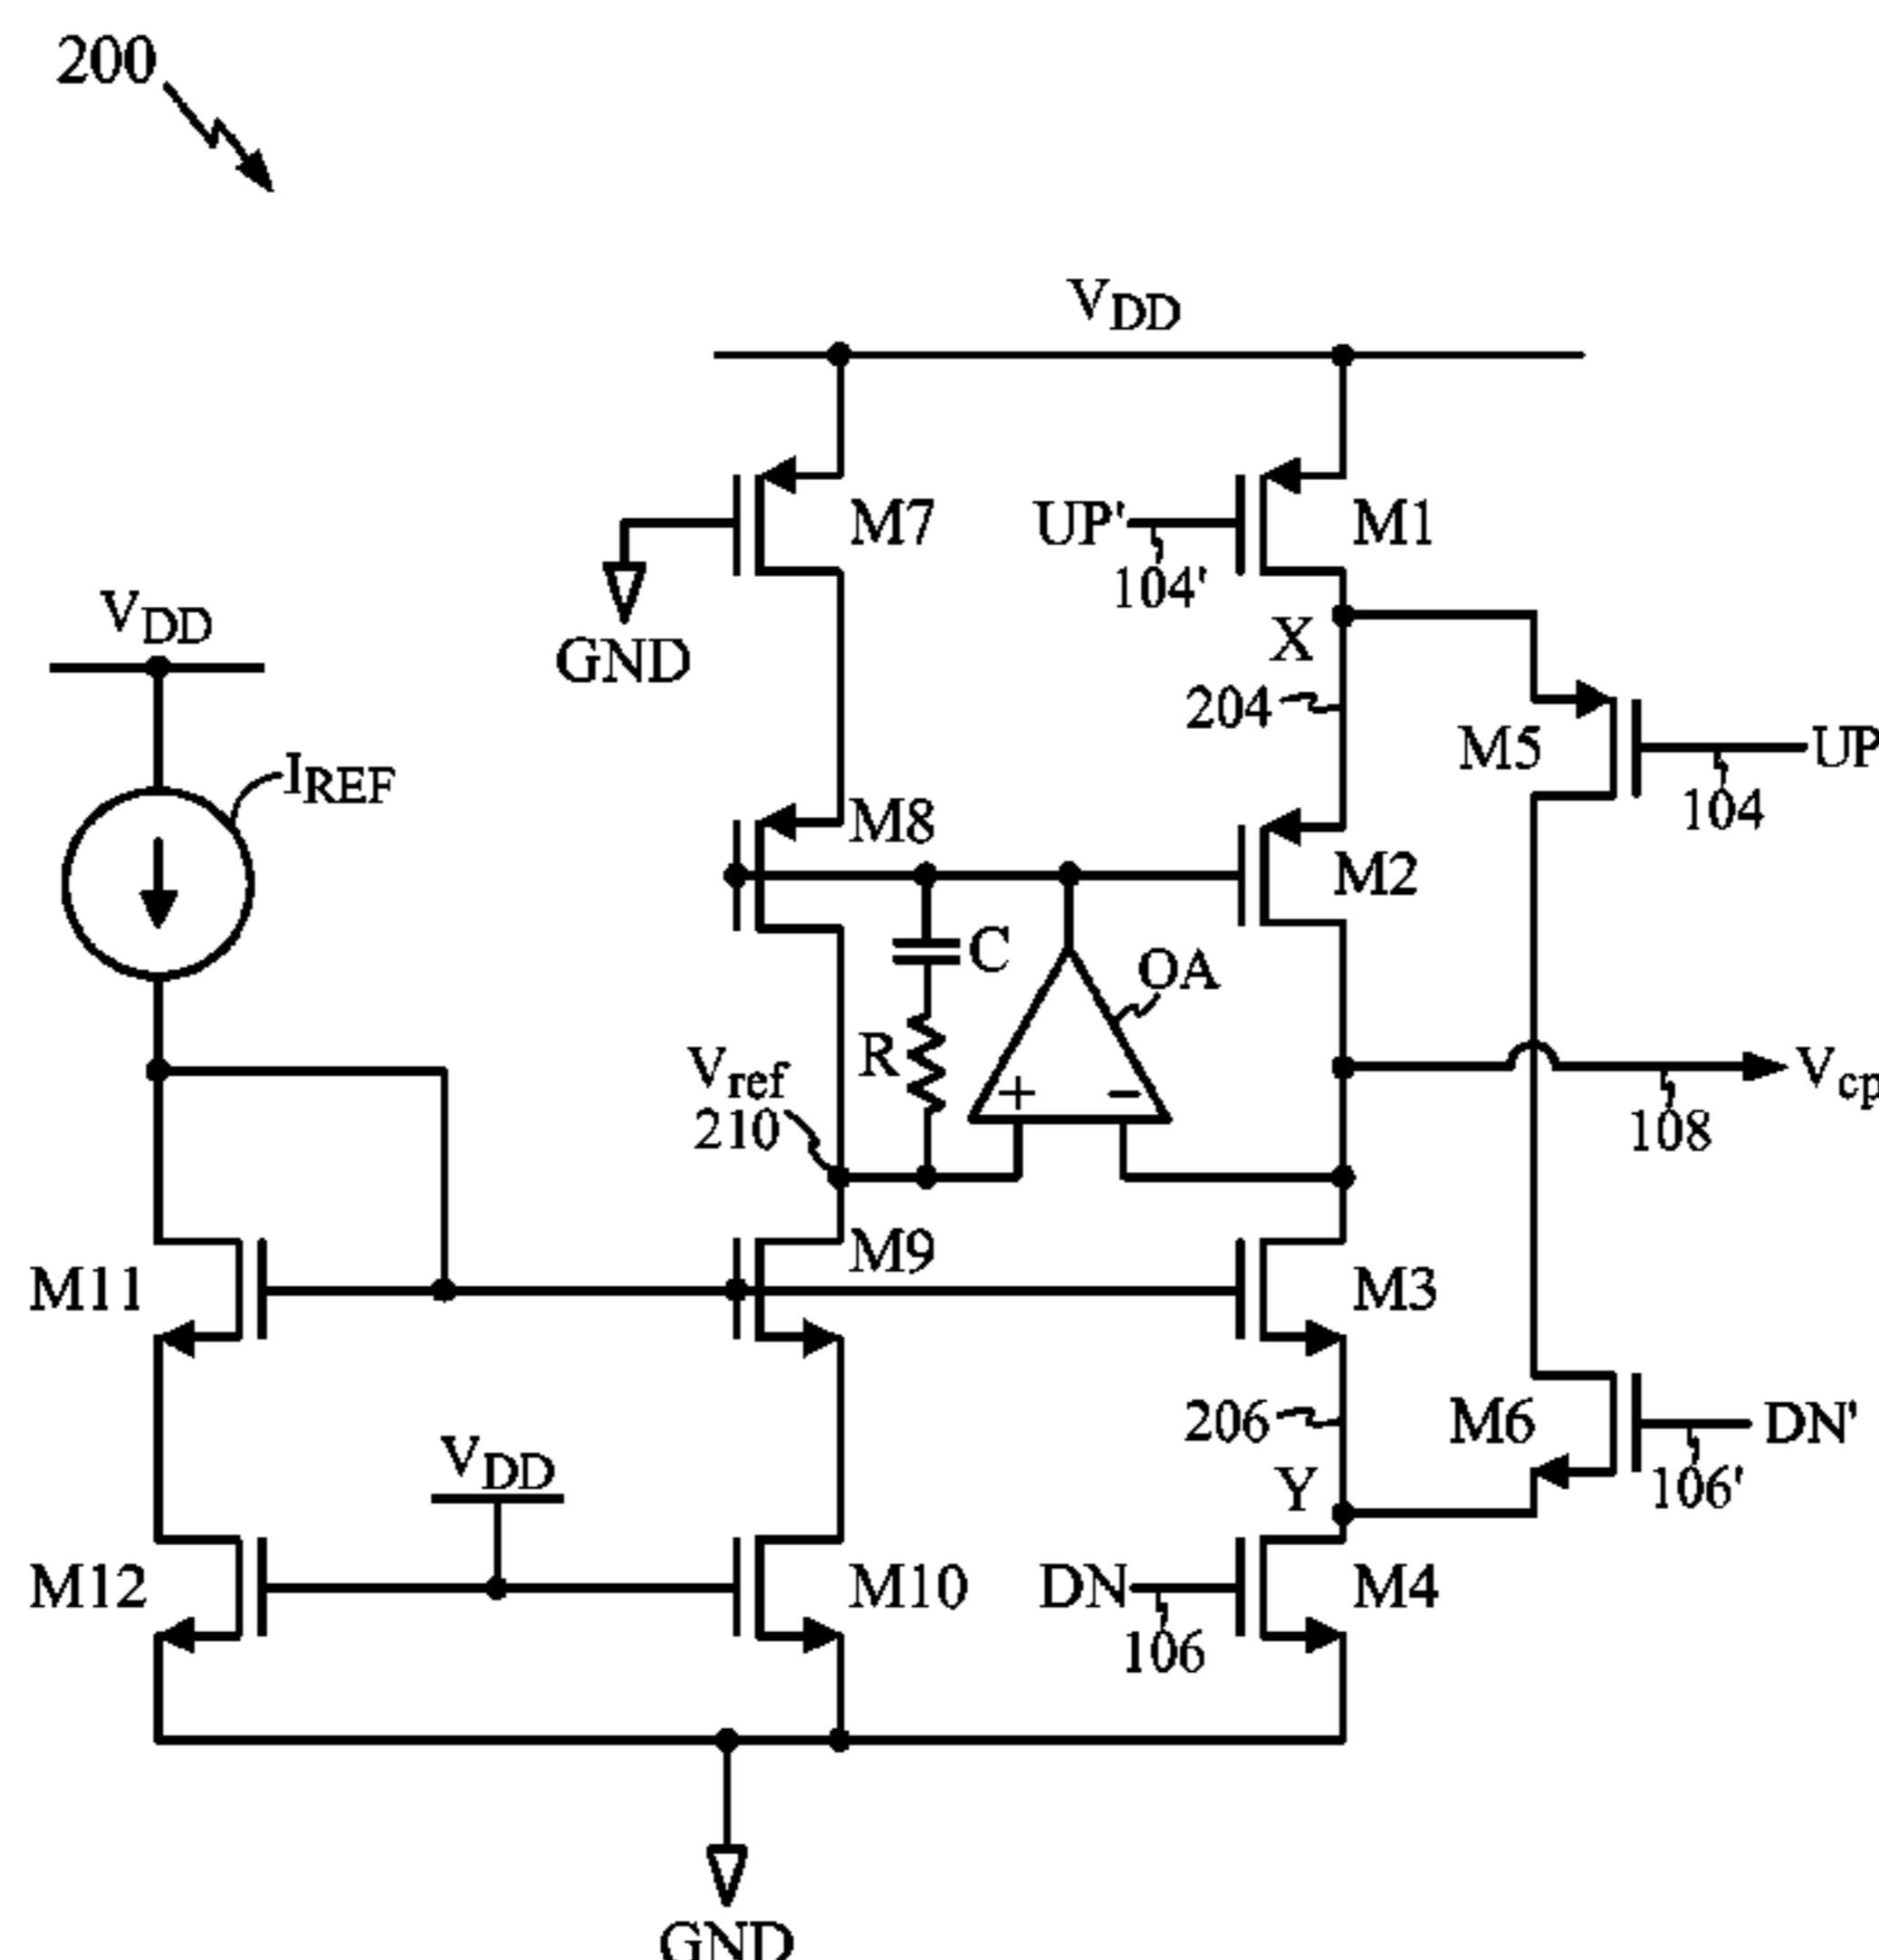 200
VDD
M7
UP'
M1
104'
GND
X
VDD
204
M5
UP
IREF
104
M8
M2
C
OA
R
Vref
210
Vcp
108
M9
M11
M3
206
M6
DN'
VDD
Y
106'
M12
M10
DN
M4
106
GND
+
−